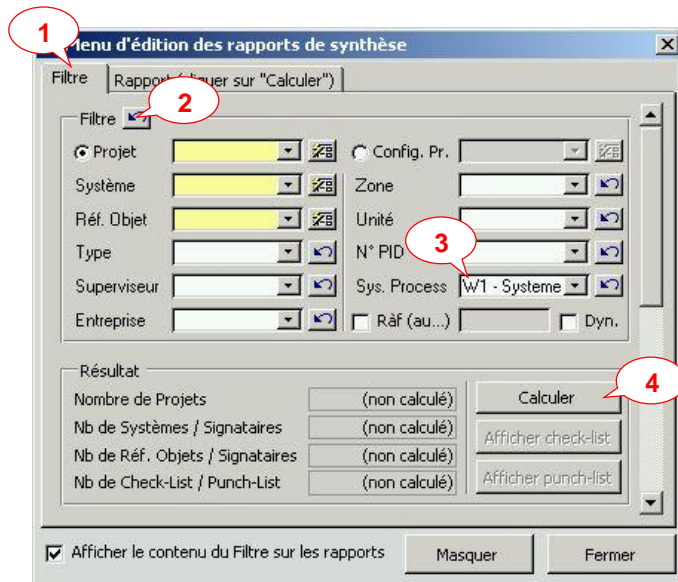 1
Menu d'édition des rapports de synthèse
Filtre
Rapport (cliquer sur "Calculer")
2
Filtre
Projet
Config. Pr.
Système
Zone
Réf. Objet
Unité
3
Type
N° PID
Superviseur
Sys. Process
W1 - Systeme
Entreprise
Ràf (au...)
Dyn.
Résultat
4
Nombre de Projets
(non calculé)
Calculer
Nb de Systèmes / Signataires
(non calculé)
Afficher check-list
Nb de Réf. Objets / Signataires
(non calculé)
Nb de Check-List / Punch-List
(non calculé)
Afficher punch-list
Afficher le contenu du Filtre sur les rapports
Masquer
Fermer